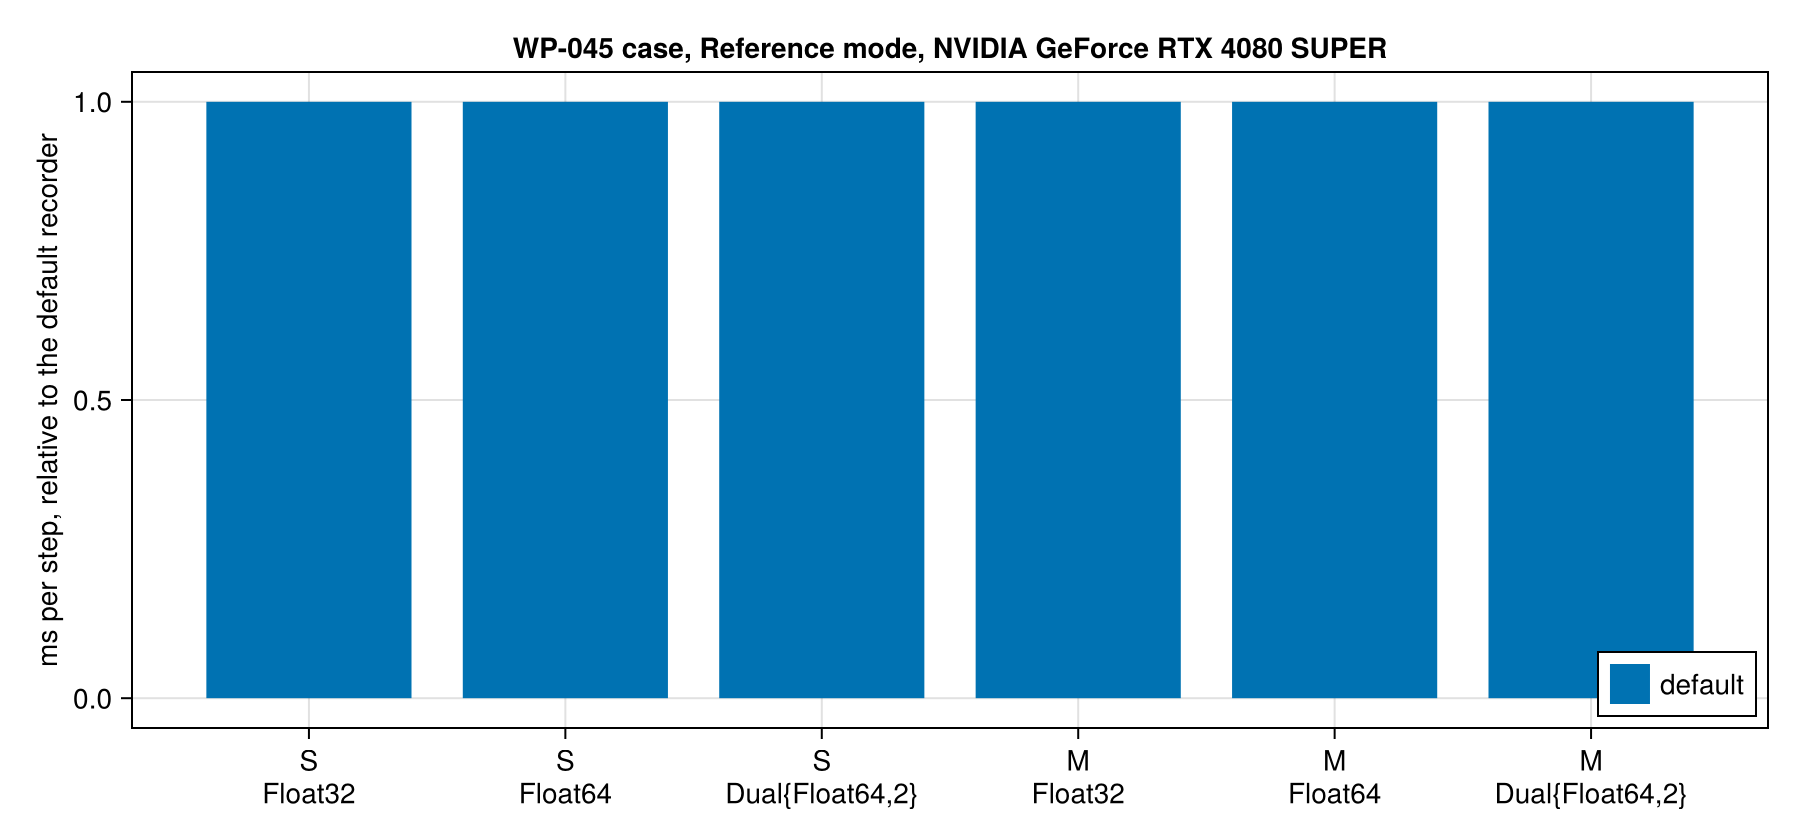 WP-045 case, Reference mode, NVIDIA GeForce RTX 4080 SUPER
ms per step, relative to the default recorder
1.0
0.5
0.0
default
S S S M M M
Float32 Float64 Dual{Float64,2} Float32 Float64 Dual{Float64,2}